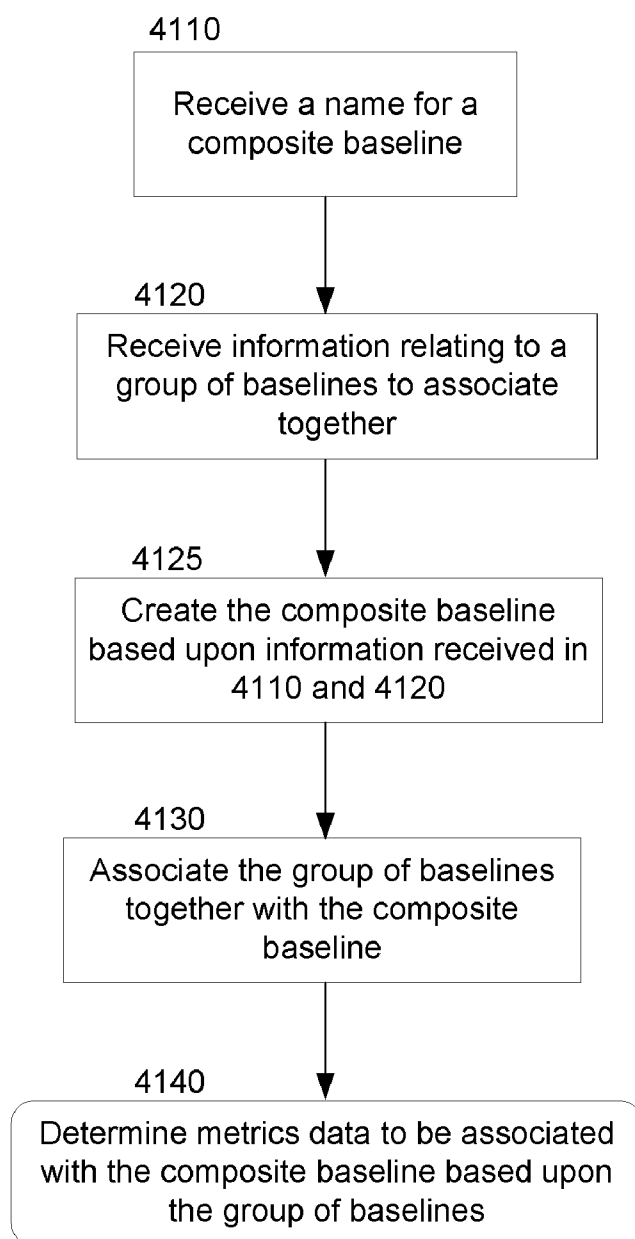 4110
Receive a name for a
composite baseline
4120
Receive information relating to a
group of baselines to associate
together
4125
Create the composite baseline
based upon information received in
4110 and 4120
4130
Associate the group of baselines
together with the composite
baseline
4140
Determine metrics data to be associated
with the composite baseline based upon
the group of baselines